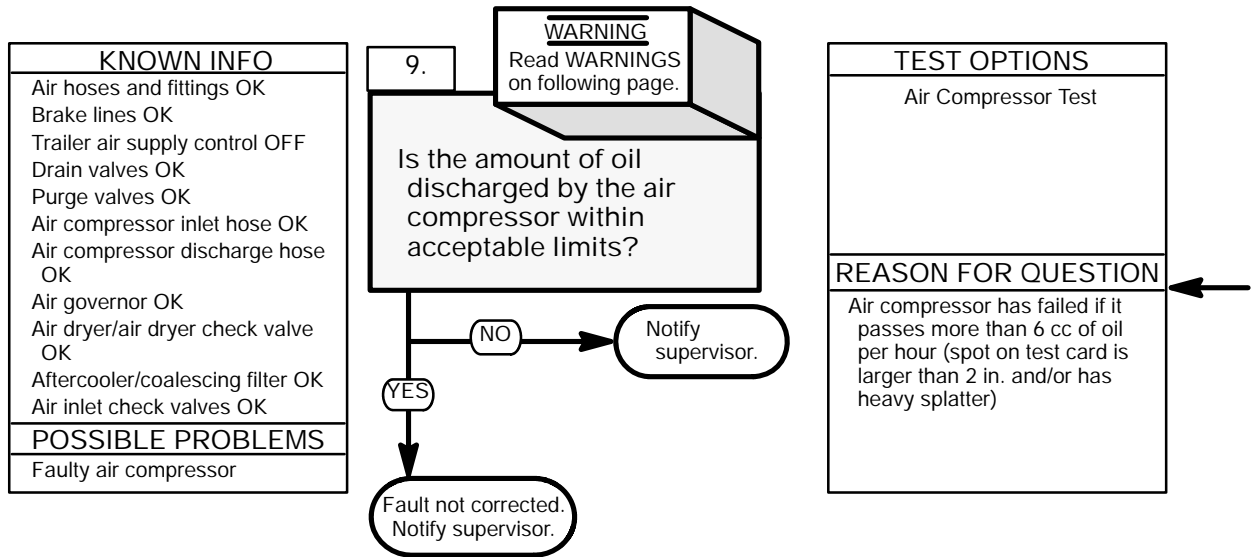 KNOWN INFO
Air hoses and fittings OK
Brake lines OK
Trailer air supply control OFF
Drain valves OK
Purge valves OK
Air compressor inlet hose OK
Air compressor discharge hose
OK
Air governor OK
Air dryer/air dryer check valve
OK
Aftercooler/coalescing filter OK
Air inlet check valves OK
POSSIBLE PROBLEMS
Faulty air compressor
9.
WARNING
Read WARNINGS
on following page.
Is the amount of oil
discharged by the air
compressor within
acceptable limits?
NO
Notify
supervisor.
YES
Fault not corrected.
Notify supervisor.
TEST OPTIONS
Air Compressor Test
REASON FOR QUESTION
Air compressor has failed if it
passes more than 6 cc of oil
per hour (spot on test card is
larger than 2 in. and/or has
heavy splatter)